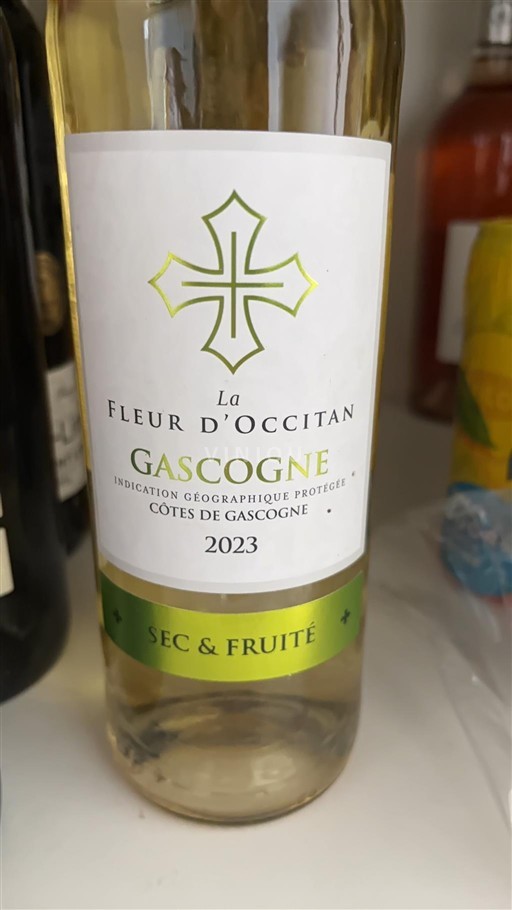 La
FLEUR D'OCCITAN
GASCOGNE
INDICATION GÉOGRAPHIQUE PROTÉGÉE
CÔTES DE GASCOGNE
2023
SEC & FRUITÉ